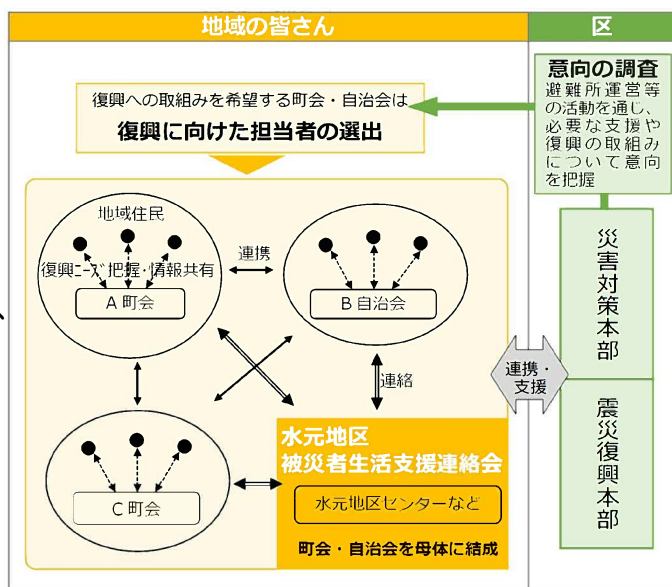 地域の皆さん
区
復興への取組みを希望する町会・自治会は
復興に向けた担当者の選出
意向の調査
避難所運営等
の活動を通じ、
必要な支援や
復興の取組み
について意向
を把握
地域住民
復興ニーズ把握・情報共有
A 町会
連携
B 自治会
連絡
C 町会
水元地区
被災者生活支援連絡会
水元地区センターなど
町会・自治会を母体に結成
連携・
支援
災害対策本部
震災復興本部